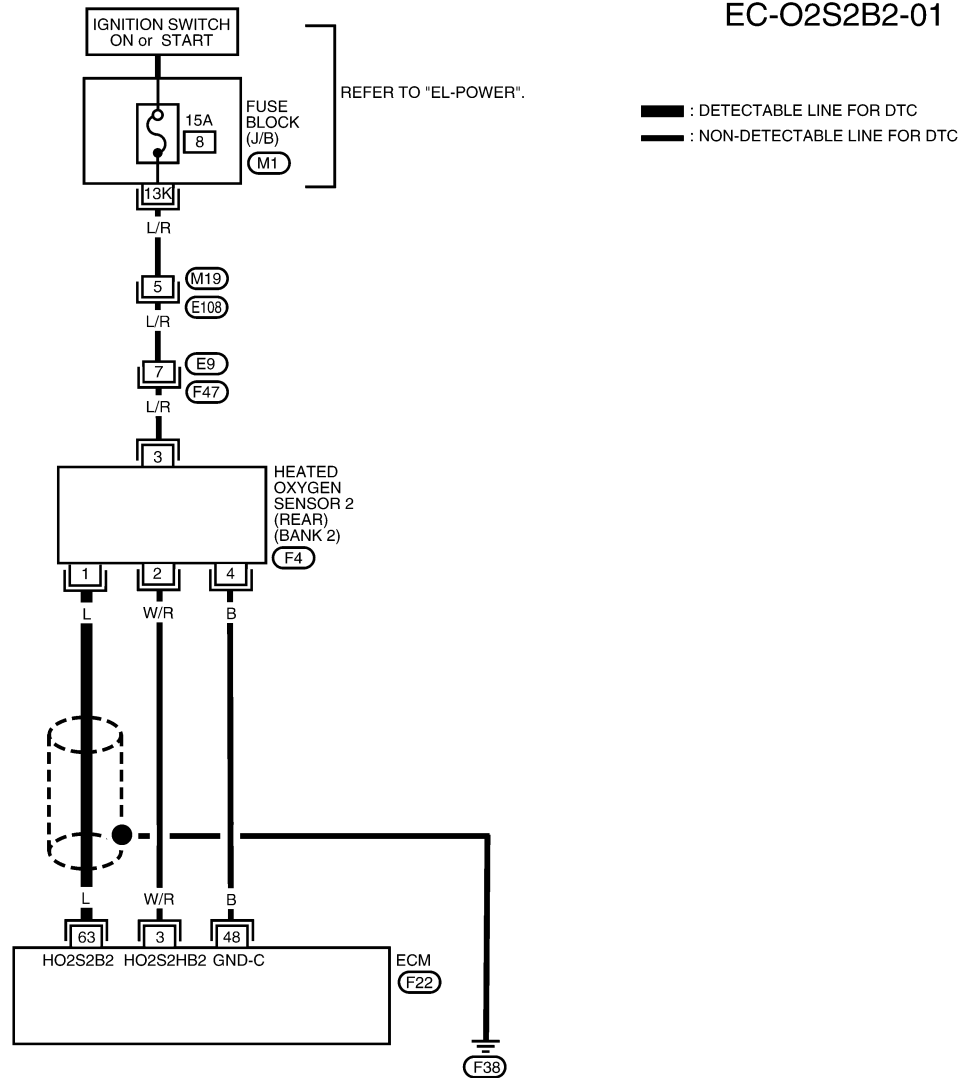 EC-O2S2B2-01
IGNITION SWITCH
ON or START
REFER TO "EL-POWER".
FUSE
BLOCK
(J/B)
M1
15A
8
: DETECTABLE LINE FOR DTC
: NON-DETECTABLE LINE FOR DTC
13K
L/R
5
M19
E108
L/R
7
E9
F47
L/R
3
HEATED
OXYGEN
SENSOR 2
(REAR)
(BANK 2)
F4
1 2 4
L W/R B
L W/R B
63 3 48
HO2S2B2 HO2S2HB2 GND-C
ECM
F22
F38